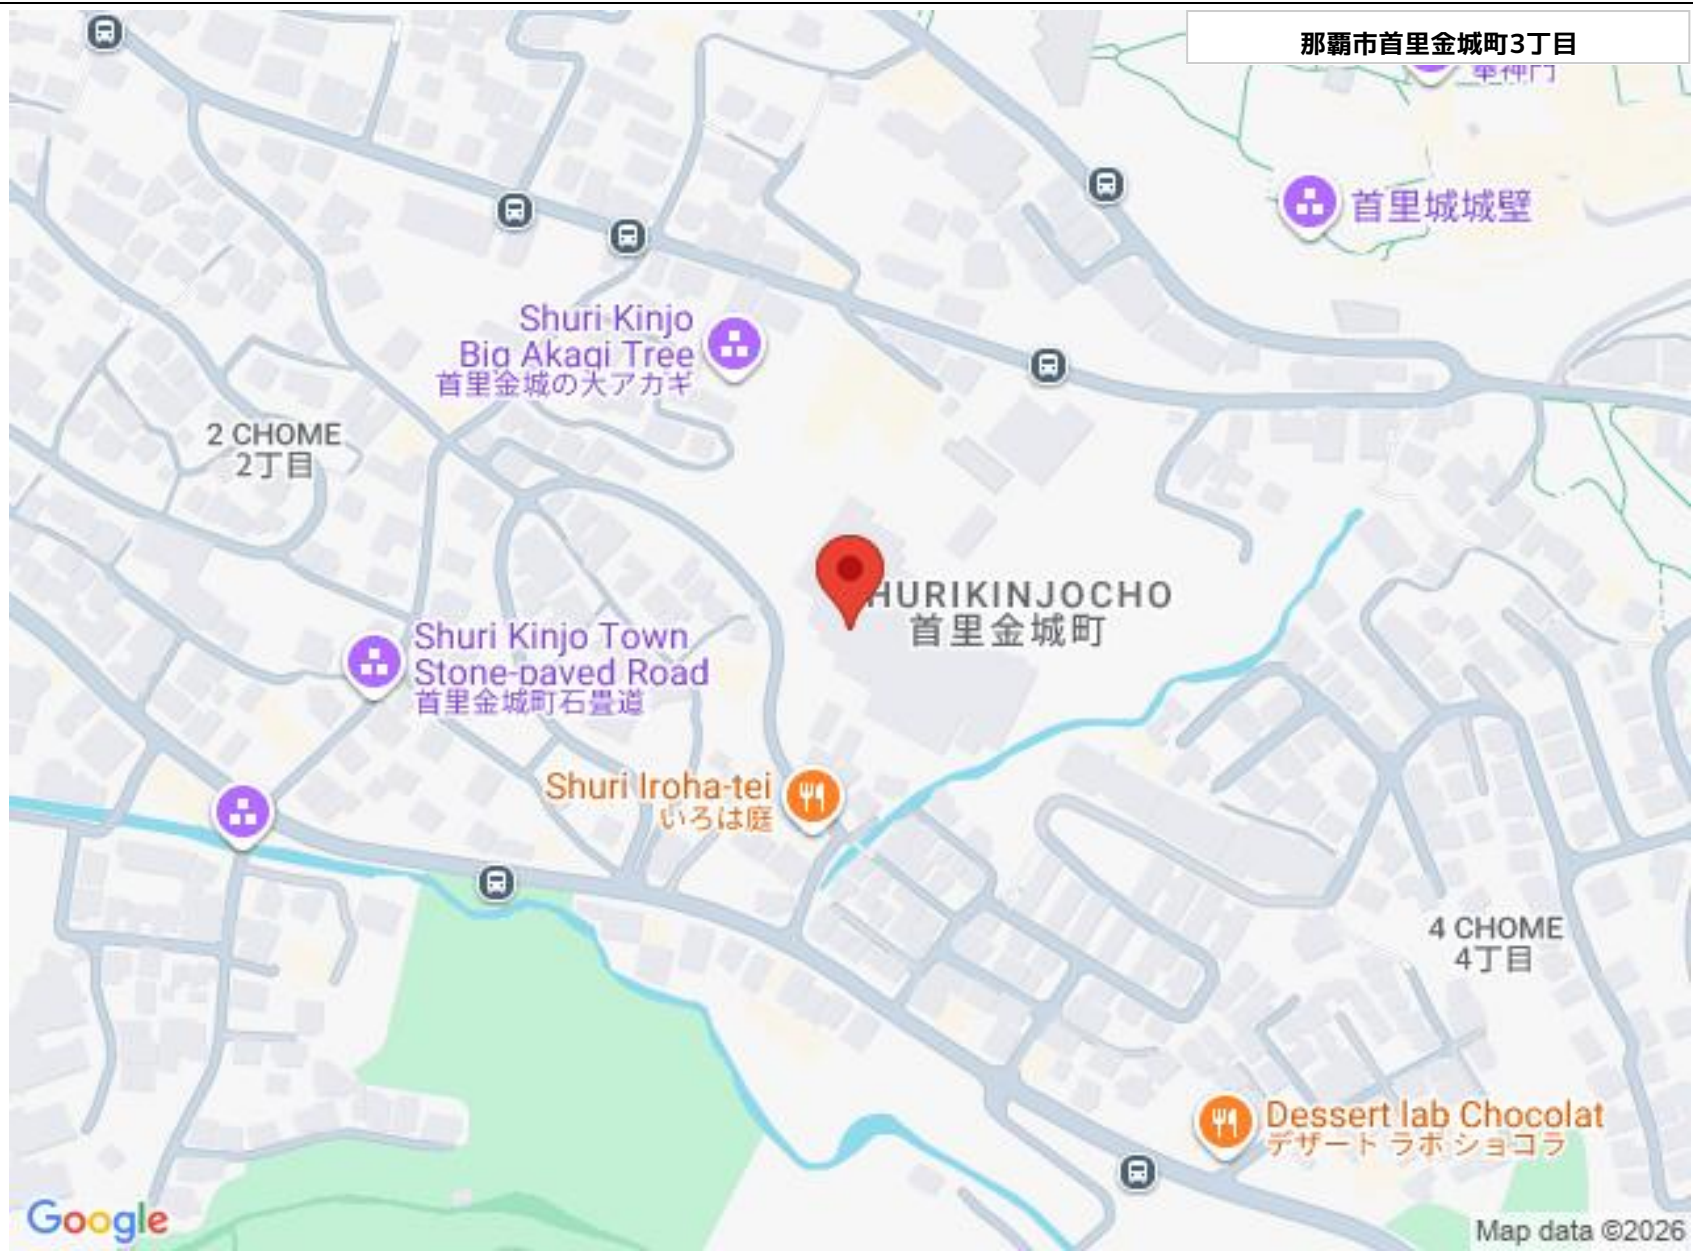 那覇市首里金城町3丁目
奉神門
首里城城壁
Shuri Kinjo
Big Akagi Tree
首里金城の大アカギ
2 CHOME
2丁目
HURIKINJOCHO
首里金城町
Shuri Kinjo Town
Stone-paved Road
首里金城町石畳道
Shuri Iroha-tei
いろは庭
4 CHOME
4丁目
Dessert lab Chocolat
デザート ラボ ショコラ
Google
Map data ©2026